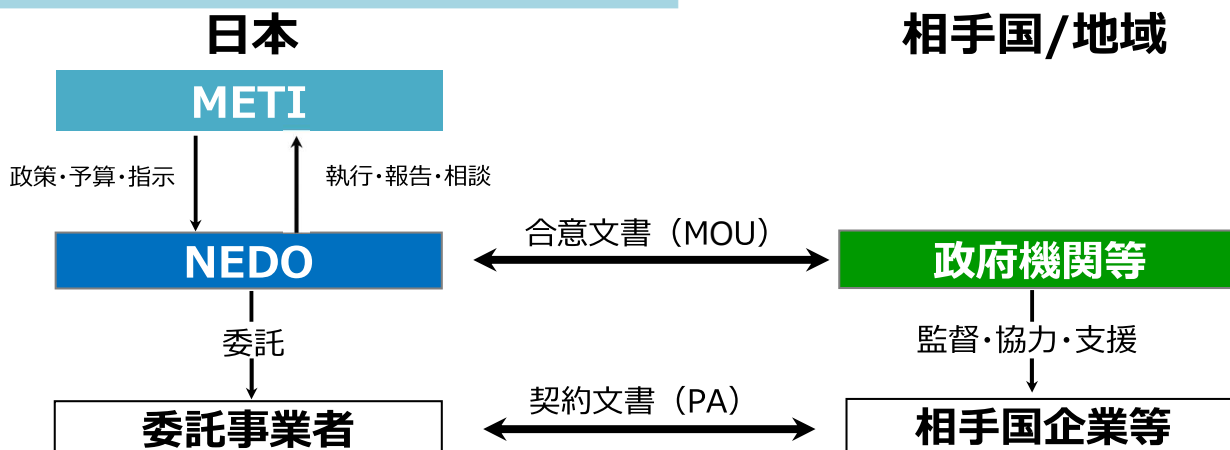 日本
相手国/地域
METI
政策・予算・指示
執行・報告・相談
合意文書（MOU）
NEDO
政府機関等
委託
監督・協力・支援
契約文書（PA）
委託事業者
相手国企業等